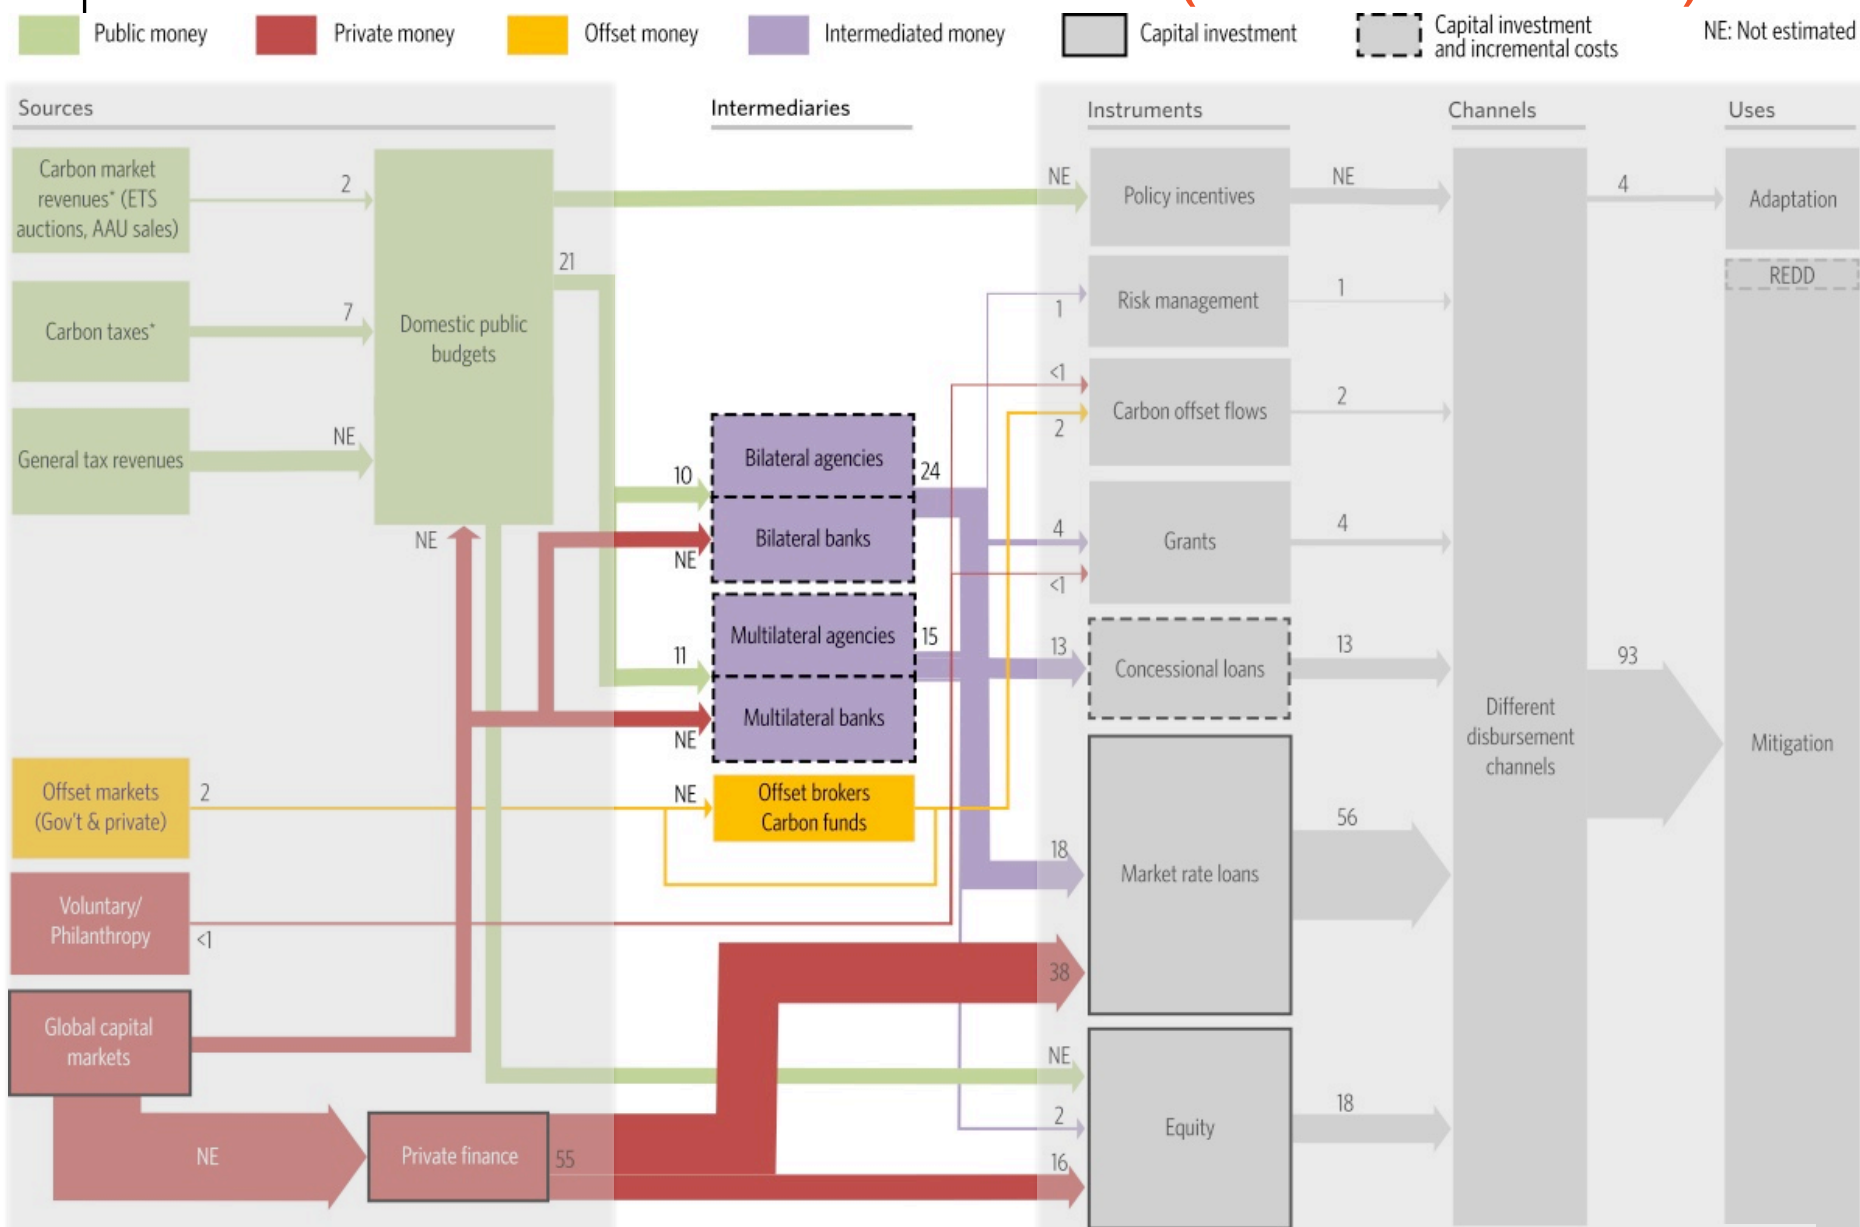 Public money
Private money
Offset money
Intermediated money
Capital investment
Capital investment
and incremental costs
NE: Not estimated
Sources
Intermediaries
Instruments
Channels
Uses
Carbon market
revenues* (ETS
auctions, AAU sales)
2
Carbon taxes*
7
General tax revenues
NE
Domestic public
budgets
21
NE
Offset markets
(Gov't & private)
2
Voluntary/
Philanthropy
<1
Global capital
markets
NE
Private finance
55
10
NE
Bilateral agencies
Bilateral banks
24
11
NE
Multilateral agencies
Multilateral banks
15
NE
Offset brokers
Carbon funds
NE
Policy incentives
NE
1
Risk management
1
<1
2
Carbon offset flows
2
4
<1
Grants
4
13
Concessional loans
13
18
38
Market rate loans
56
NE
2
16
Equity
18
Different
disbursement
channels
4
Adaptation
REDD
93
Mitigation